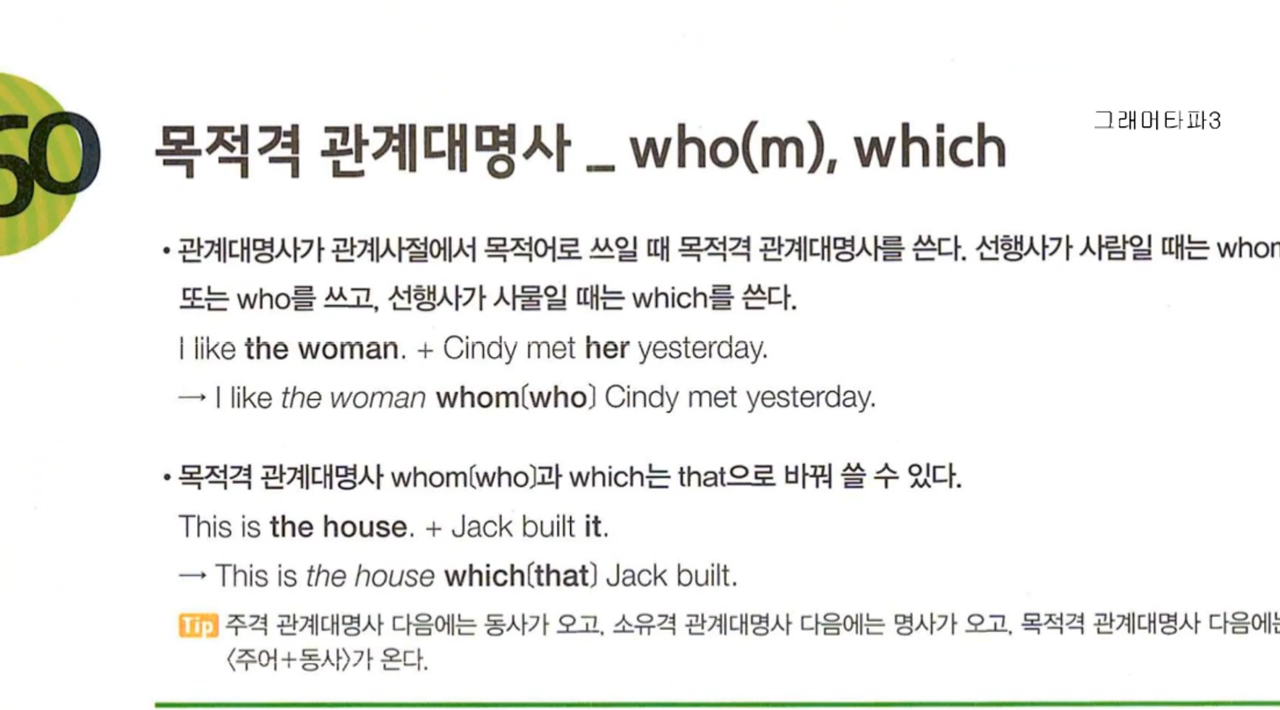 60
목적격 관계대명사 _ who(m), which
그래머타파3
• 관계대명사가 관계사절에서 목적어로 쓰일 때 목적격 관계대명사를 쓴다. 선행사가 사람일 때는 whom
또는 who를 쓰고, 선행사가 사물일 때는 which를 쓴다.
I like the woman. + Cindy met her yesterday.
→ I like the woman whom(who) Cindy met yesterday.
• 목적격 관계대명사 whom(who)과 which는 that으로 바꿔 쓸 수 있다.
This is the house. + Jack built it.
→ This is the house which(that) Jack built.
Tip 주격 관계대명사 다음에는 동사가 오고, 소유격 관계대명사 다음에는 명사가 오고, 목적격 관계대명사 다음에는
〈주어+동사〉가 온다.